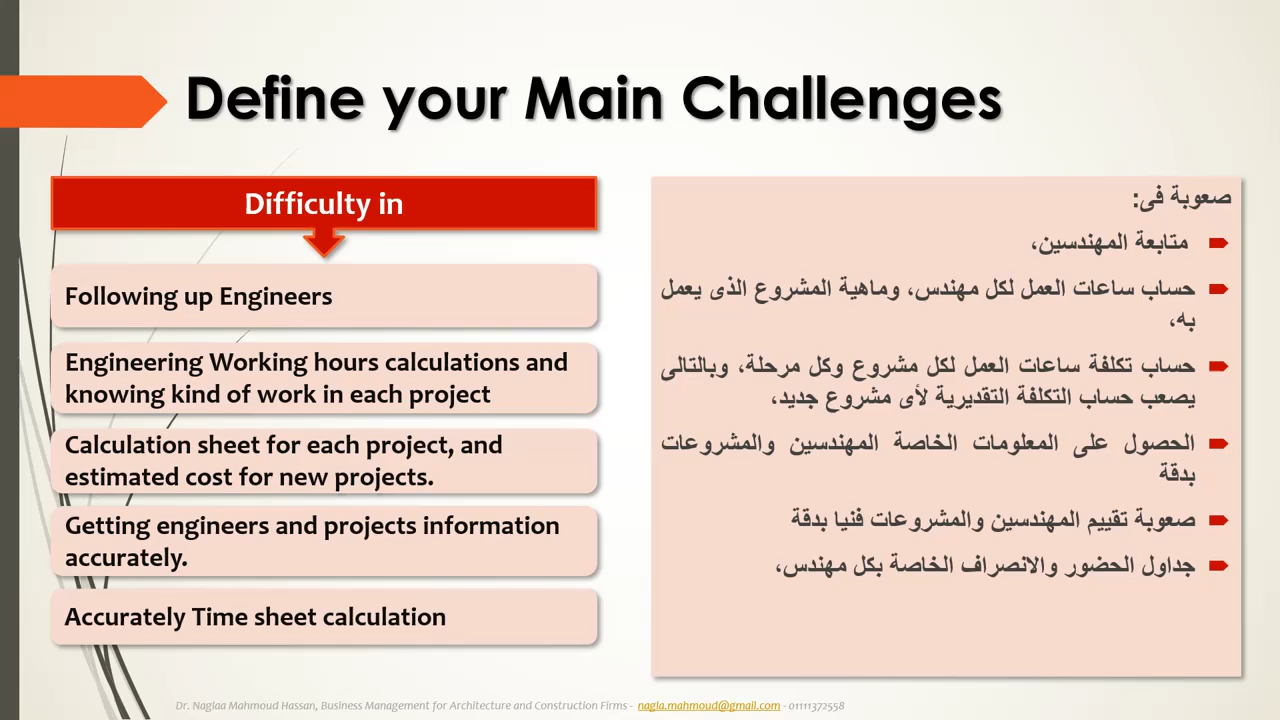 Define your Main Challenges
Difficulty in
Following up Engineers
Engineering Working hours calculations and
knowing kind of work in each project
Calculation sheet for each project, and
estimated cost for new projects.
Getting engineers and projects information
accurately.
Accurately Time sheet calculation
صعوبة فى:
متابعة المهندسين،
حساب ساعات العمل لكل مهندس، وماهية المشروع الذى يعمل
به،
حساب تكلفة ساعات العمل لكل مشروع وكل مرحلة، وبالتالى
يصعب حساب التكلفة التقديرية لأى مشروع جديد،
الحصول على المعلومات الخاصة المهندسين والمشروعات
بدقة
صعوبة تقييم المهندسين والمشروعات فنيا بدقة
جداول الحضور والانصراف الخاصة بكل مهندس،
Dr. Naglaa Mahmoud Hassan, Business Management for Architecture and Construction Firms - nagla.mahmoud@gmail.com - 01111372558